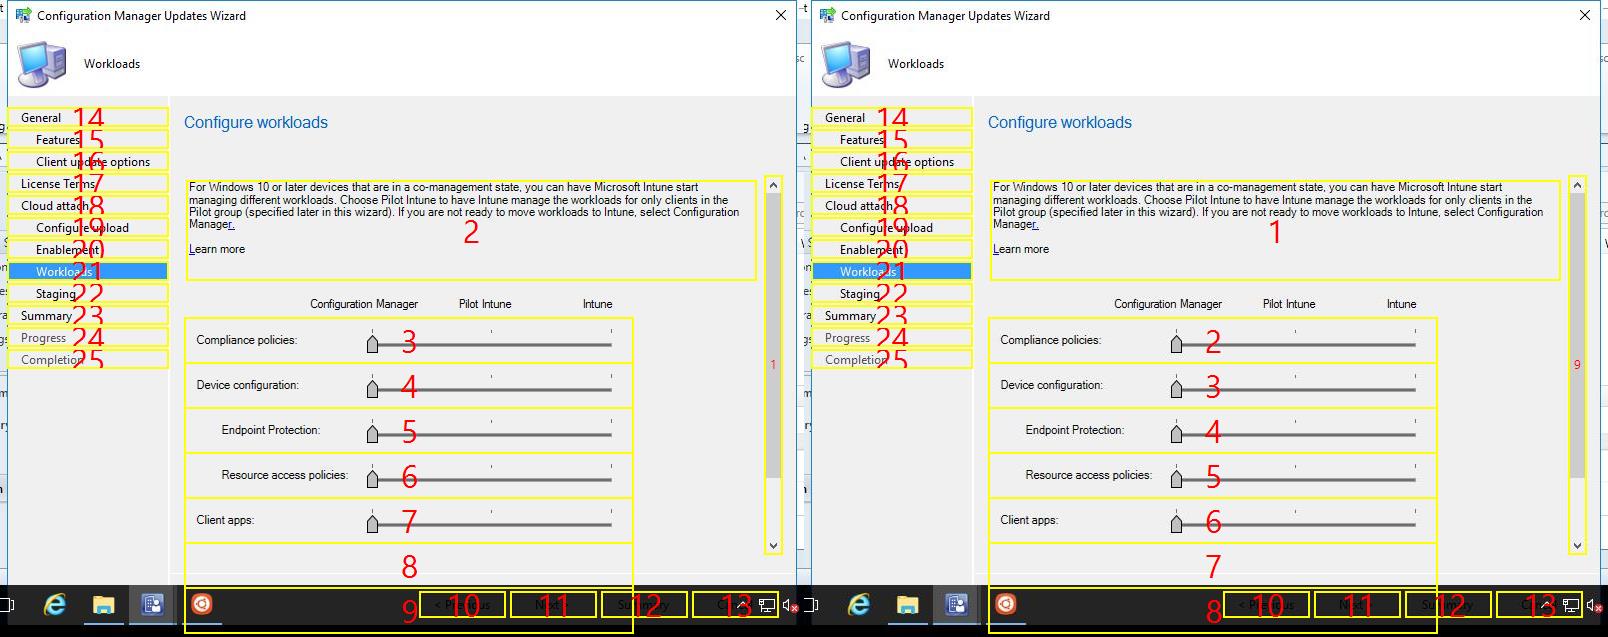 Configuration Manager Updates Wizard
Workloads
General 14
Features 15
Client update options 16
License Terms 17
Cloud attach 18
Configure upload 19
Enablement 20
Workloads 21
Staging 22
Summary 23
Progress 24
Completion 25
Configure workloads
For Windows 10 or later devices that are in a co-management state, you can have Microsoft Intune start
managing different workloads. Choose Pilot Intune to have Intune manage the workloads for only clients in the
Pilot group (specified later in this wizard). If you are not ready to move workloads to Intune, select Configuration
Manager.
2
Learn more
Configuration Manager Pilot Intune Intune
Compliance policies: 3
1
Device configuration: 4
Endpoint Protection: 5
Resource access policies: 6
Client apps: 7
8
9 < Previous 10 Next > 11 Summary 12 13
Configuration Manager Updates Wizard
Workloads
General 14
Features 15
Client update options 16
License Terms 17
Cloud attach 18
Configure upload 19
Enablement 20
Workloads 21
Staging 22
Summary 23
Progress 24
Completion 25
Configure workloads
For Windows 10 or later devices that are in a co-management state, you can have Microsoft Intune start
managing different workloads. Choose Pilot Intune to have Intune manage the workloads for only clients in the
Pilot group (specified later in this wizard). If you are not ready to move workloads to Intune, select Configuration
Manager.
1
Learn more
Configuration Manager Pilot Intune Intune
Compliance policies: 2
9
Device configuration: 3
Endpoint Protection: 4
Resource access policies: 5
Client apps: 6
7
8 < Previous 10 Next > 11 Summary 12 13